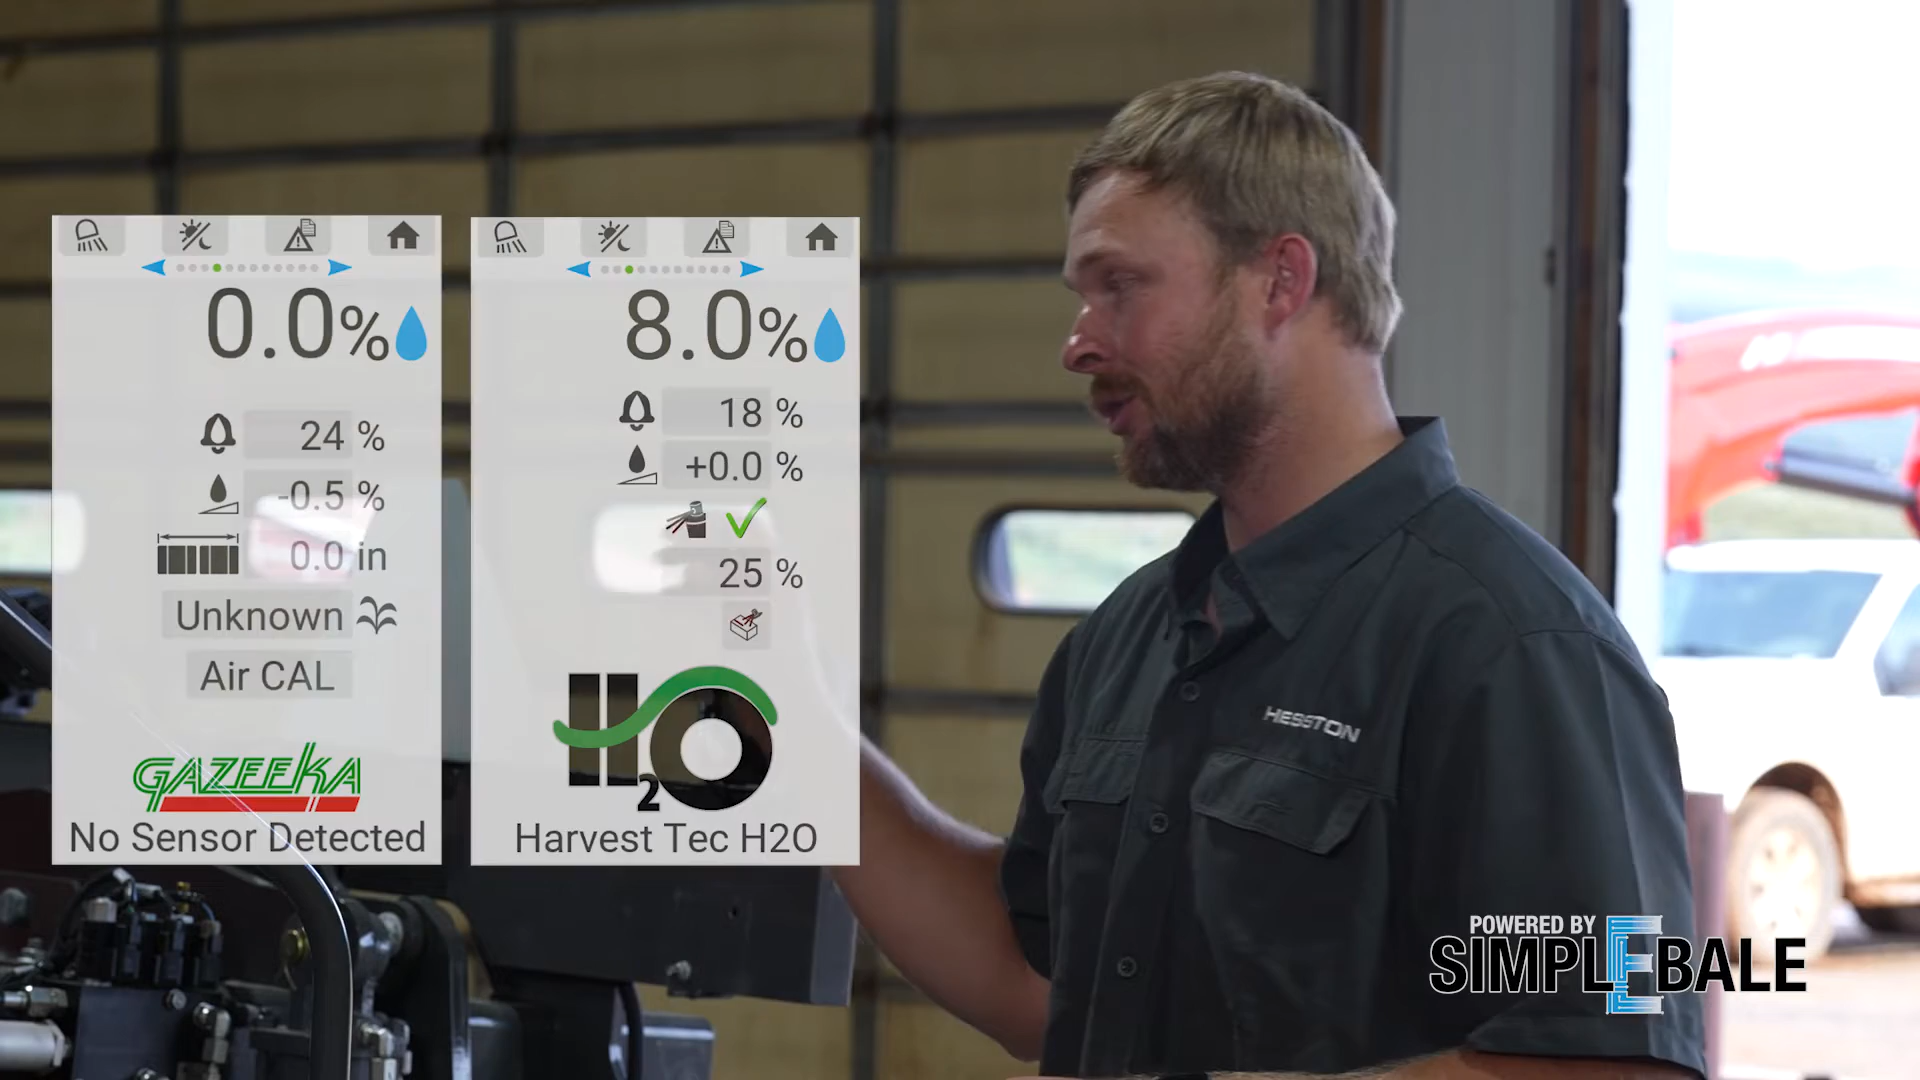 0.0%
24 %
-0.5 %
0.0 in
Unknown
Air CAL
GAZEEKA
No Sensor Detected
8.0%
18 %
+0.0 %
25 %
H2O
Harvest Tec H2O
HESSTON
POWERED BY
SIMPLEBALE